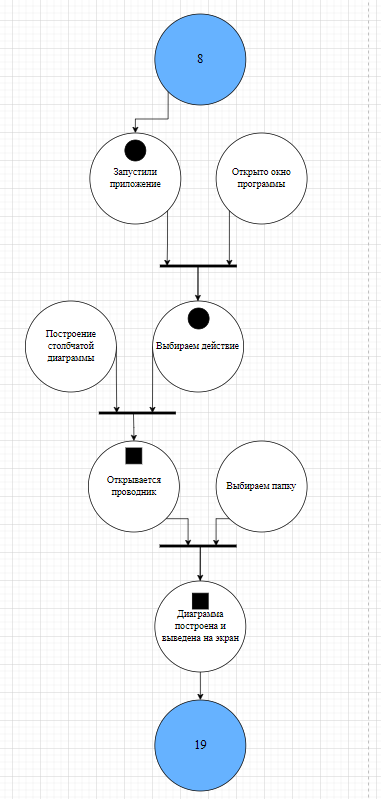 8
Запустили
приложение
Открыто окно
программы
Построение
столбчатой
диаграммы
Выбираем действие
Открывается
проводник
Выбираем папку
Диаграмма
построена и
выведена на экран
19